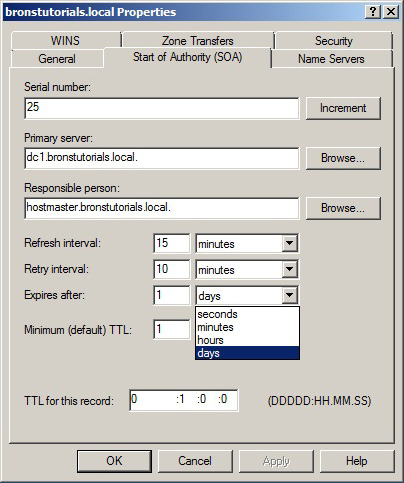 bronstutorials.local Properties
WINS Zone Transfers Security
General Start of Authority (SOA) Name Servers
Serial number:
25 Increment
Primary server:
dc1.bronstutorials.local. Browse...
Responsible person:
hostmaster.bronstutorials.local. Browse...
Refresh interval: 15 minutes
Retry interval: 10 minutes
Expires after: 1 days
seconds
minutes
Minimum (default) TTL: 1
hours
days
TTL for this record: 0 :1 :0 :0 (DDDDD:HH.MM.SS)
OK Cancel Apply Help